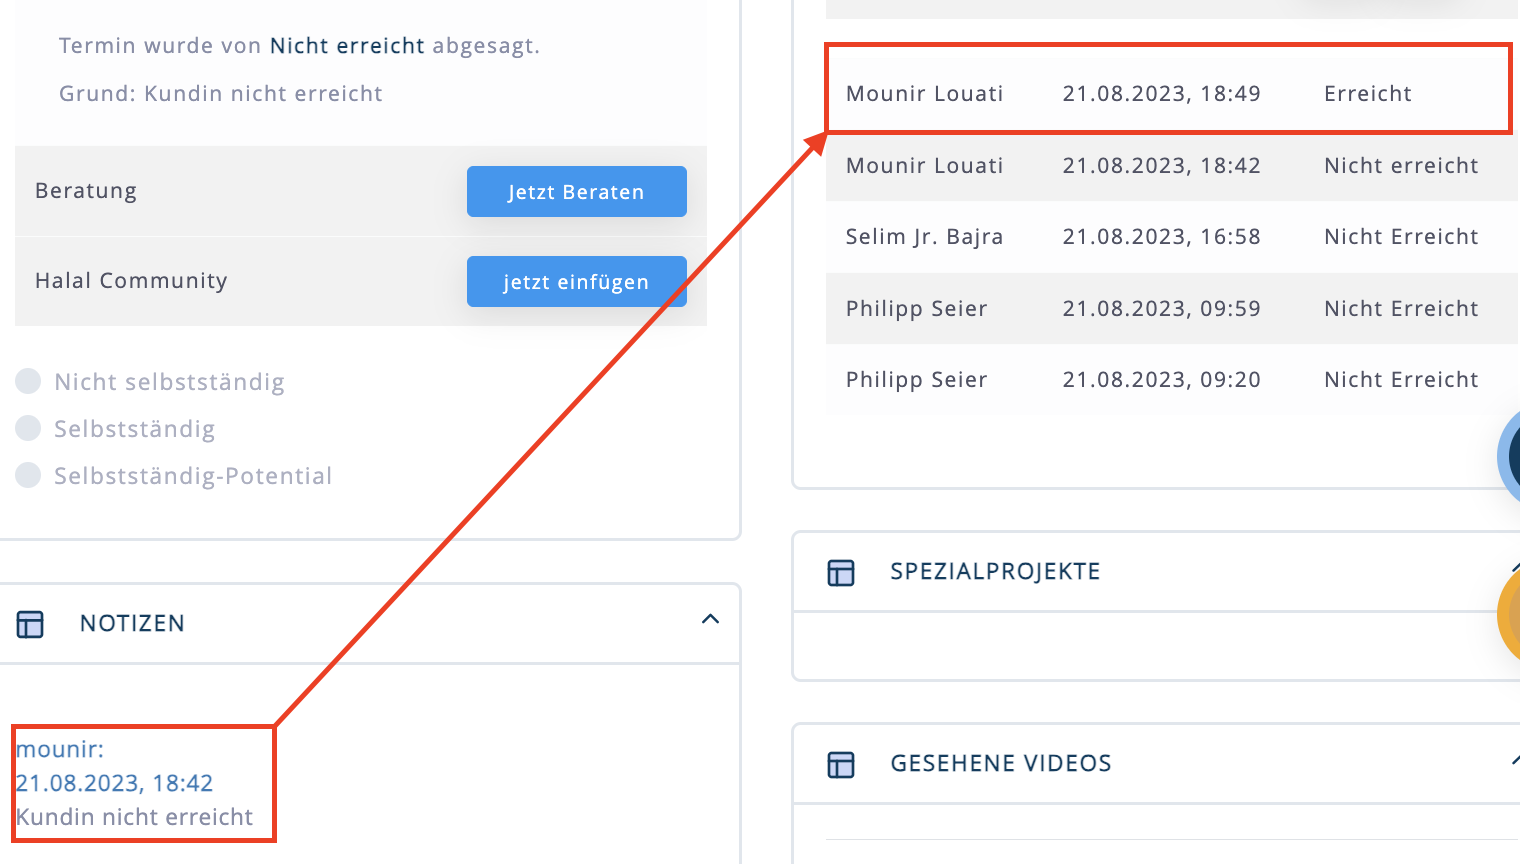 Termin wurde von Nicht erreicht abgesagt.
Grund: Kundin nicht erreicht
Beratung
Jetzt Beraten
Halal Community
jetzt einfügen
Nicht selbstständig
Selbstständig
Selbstständig-Potential
NOTIZEN
mounir:
21.08.2023, 18:42
Kundin nicht erreicht
Mounir Louati 21.08.2023, 18:49 Erreicht
Mounir Louati 21.08.2023, 18:42 Nicht erreicht
Selim Jr. Bajra 21.08.2023, 16:58 Nicht Erreicht
Philipp Seier 21.08.2023, 09:59 Nicht Erreicht
Philipp Seier 21.08.2023, 09:20 Nicht Erreicht
SPEZIALPROJEKTE
GESEHENE VIDEOS